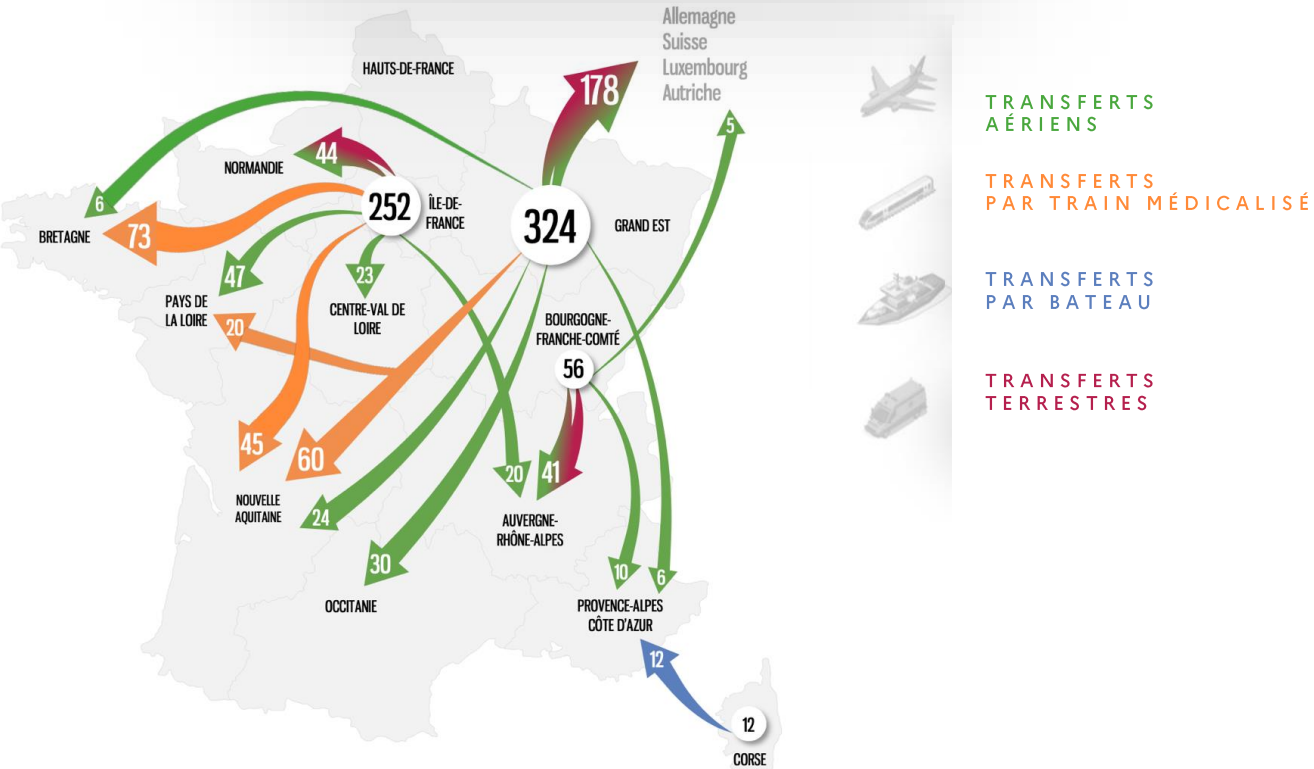 Allemagne
Suisse
Luxembourg
Autriche
HAUTS-DE-FRANCE
178
5
TRANSFERTS
AÉRIENS
44
NORMANDIE
6
252
ÎLE-DE-
FRANCE
324
GRAND EST
TRANSFERTS
PAR TRAIN MÉDICALISÉ
BRETAGNE
73
47
23
PAYS DE
LA LOIRE
20
CENTRE-VAL DE
LOIRE
BOURGOGNE-
FRANCHE-COMTÉ
56
TRANSFERTS
PAR BATEAU
TRANSFERTS
TERRESTRES
45
60
20
41
NOUVELLE
AQUITAINE
24
AUVERGNE-
RHÔNE-ALPES
30
10
6
OCCITANIE
PROVENCE-ALPES
CÔTE D'AZUR
12
12
CORSE